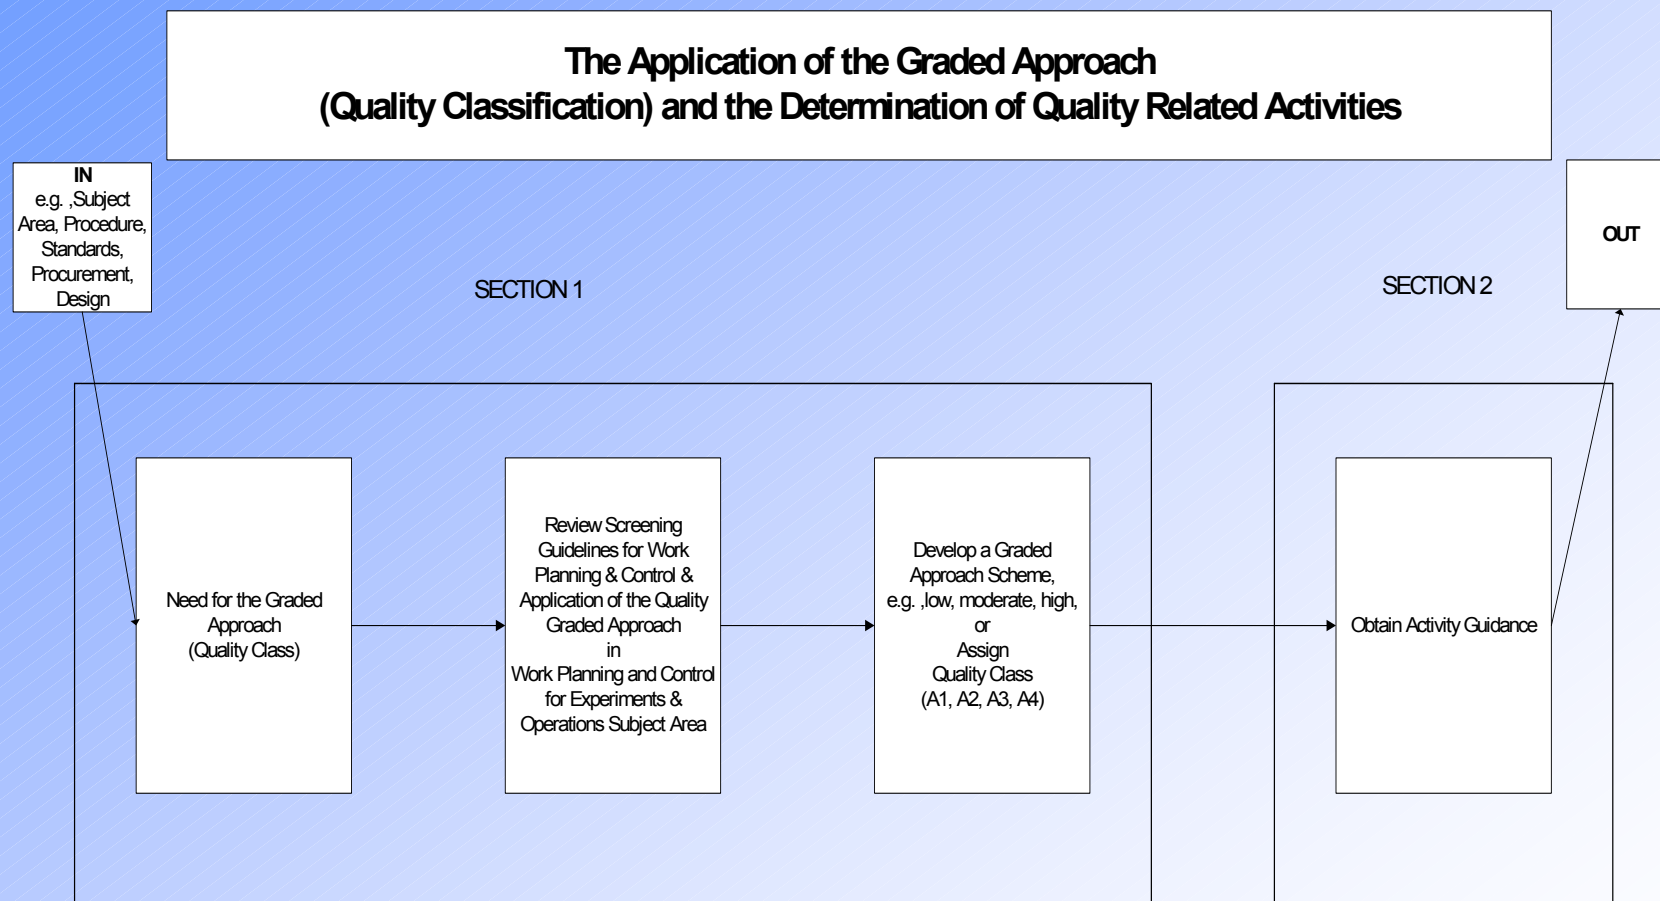 The Application of the Graded Approach
(Quality Classification) and the Determination of Quality Related Activities
IN
e.g. ,Subject
Area, Procedure,
Standards,
Procurement,
Design
OUT
SECTION 1
SECTION 2
Need for the Graded
Approach
(Quality Class)
Review Screening
Guidelines for Work
Planning & Control &
Application of the Quality
Graded Approach
in
Work Planning and Control
for Experiments &
Operations Subject Area
Develop a Graded
Approach Scheme,
e.g. ,low, moderate, high,
or
Assign
Quality Class
(A1, A2, A3, A4)
Obtain Activity Guidance